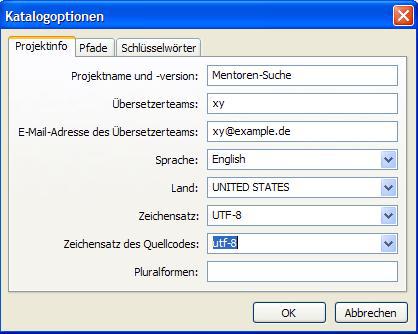 Katalogoptionen
Projektinfo Pfade Schlüsselwörter
Projektname und -version: Mentoren-Suche
Übersetzerteams: xy
E-Mail-Adresse des Übersetzerteams: xy@example.de
Sprache: English
Land: UNITED STATES
Zeichensatz: UTF-8
Zeichensatz des Quellcodes: utf-8
Pluralformen:
OK Abbrechen